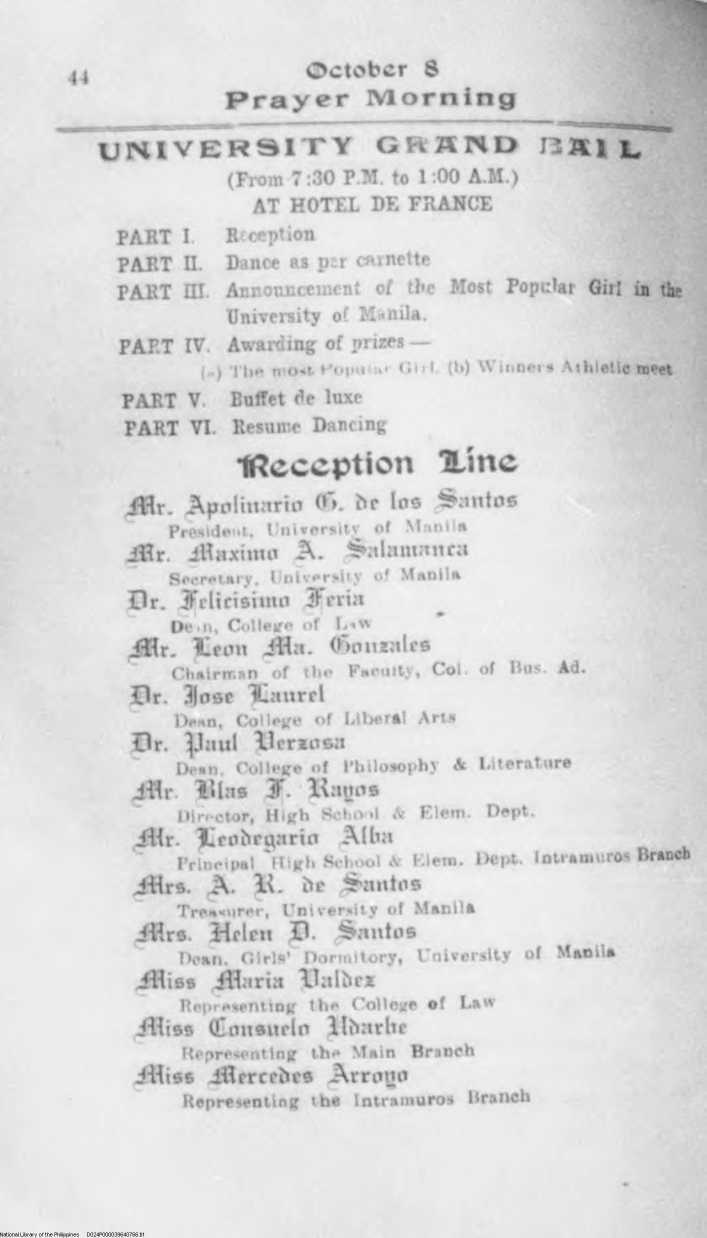 44
October 8
Prayer Morning
UNIVERSITY GRAND BALL
(From 7:30 P.M. to 1:00 A.M.)
AT HOTEL DE FRANCE
PART I. Reception
PART II. Dance as per carnette
PART III. Announcement of the Most Popular Girl in the
University of Manila.
PART IV. Awarding of prizes —
(a) The most Popular Girl. (b) Winners Athletic meet
PART V. Buffet de luxe
PART VI. Resume Dancing
Reception Line
Mr. Apolinario G. de los Santos
President, University of Manila
Mr. Maximo A. Salamanca
Secretary, University of Manila
Dr. Felicisimo Feria
Dean, College of Law
Mr. Leon Ma. Gonzales
Chairman of the Faculty, Col. of Bus. Ad.
Dr. Jose Laurel
Dean, College of Liberal Arts
Dr. Paul Verzosa
Dean, College of Philosophy & Literature
Mr. Blas F. Rayos
Director, High School & Elem. Dept.
Mr. Leodegario Alba
Principal High School & Elem. Dept. Intramuros Branch
Mrs. A. R. de Santos
Treasurer, University of Manila
Mrs. Helen D. Santos
Dean, Girls' Dormitory, University of Manila
Miss Maria Valdez
Representing the College of Law
Miss Consuelo Udarbe
Representing the Main Branch
Miss Mercedes Arroyo
Representing the Intramuros Branch
National Library of the Philippines